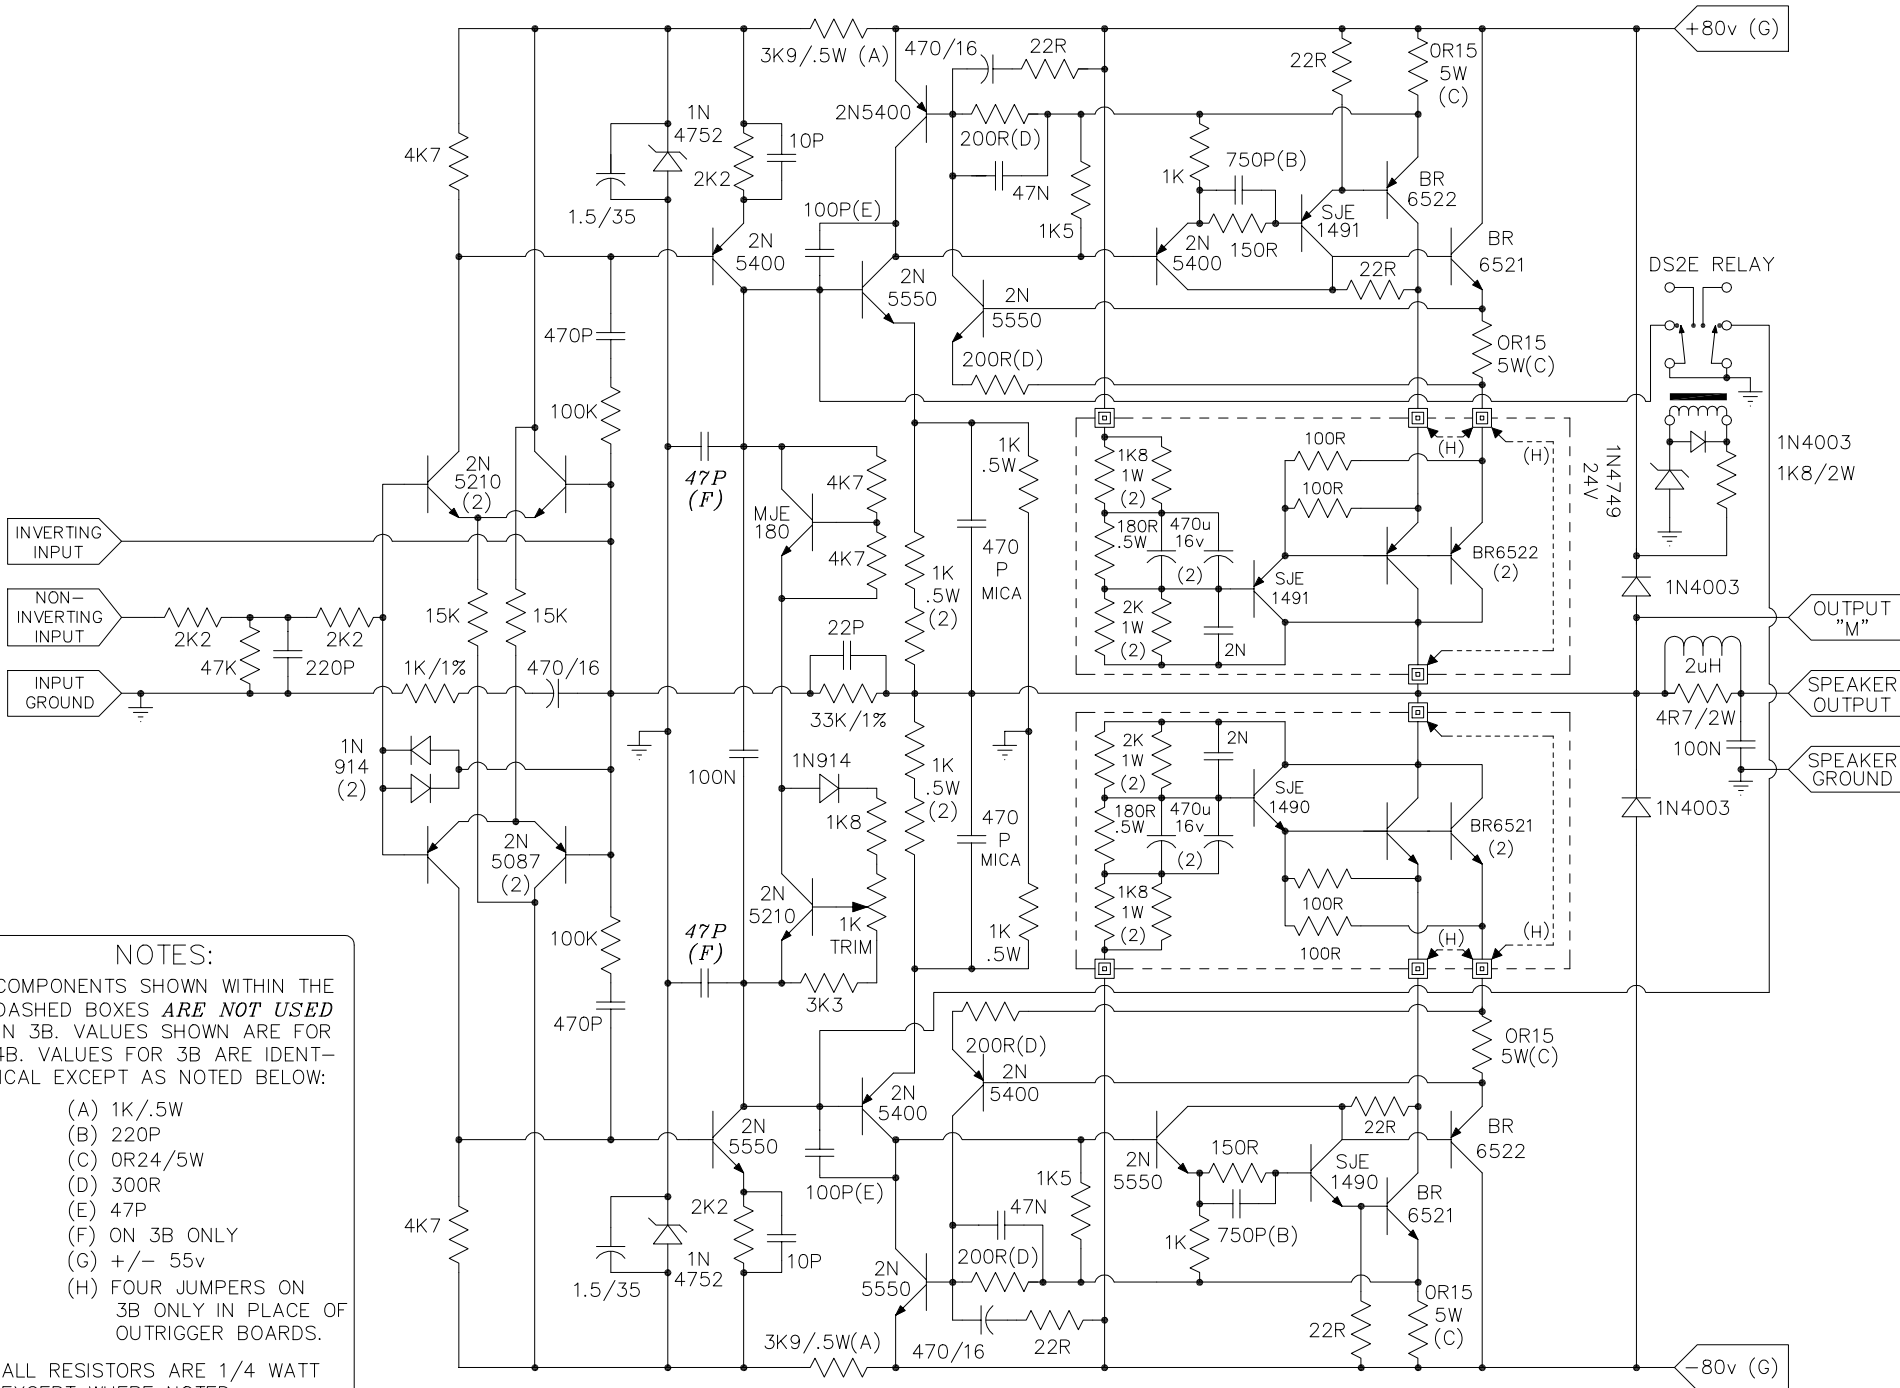 +80v (G)
3K9/.5W (A)
470/16
22R
22R
0R15
5W
(C)
4K7
1N
4752
1.5/35
2K2
10P
2N5400
200R(D)
47N
1K5
1K
750P(B)
150R
2N
5400
SJE
1491
BR
6522
22R
BR
6521
100P(E)
2N
5400
2N
5550
2N
5550
200R(D)
0R15
5W(C)
DS2E RELAY
470P
100K
2N
5210
(2)
47P
(F)
MJE
180
4K7
4K7
1K
.5W
470
P
MICA
1K
.5W
(2)
1K8
1W
(2)
180R
.5W
470u
16v
(2)
2K
1W
(2)
2N
SJE
1491
100R
100R
(H)
(H)
BR6522
(2)
1N4749
24V
1N4003
1K8/2W
1N4003
INVERTING
INPUT
NON-
INVERTING
INPUT
INPUT
GROUND
2K2
47K
220P
2K2
15K
15K
1K/1%
470/16
22P
33K/1%
OUTPUT
"M"
2uH
4R7/2W
100N
SPEAKER
OUTPUT
SPEAKER
GROUND
1N4003
1N
914
(2)
100N
1N914
1K8
1K
.5W
(2)
470
P
MICA
2K
1W
(2)
2N
SJE
1490
180R
.5W
470u
16v
(2)
1K8
1W
(2)
BR6521
(2)
100R
100R
(H)
(H)
2N
5087
(2)
2N
5210
1K
TRIM
3K3
1K
.5W
100K
470P
47P
(F)
200R(D)
2N
5400
0R15
5W(C)
2N
5400
2N
5550
100P(E)
22R
BR
6522
2N
5550
150R
750P(B)
SJE
1490
BR
6521
1K5
1K
47N
200R(D)
4K7
1.5/35
1N
4752
2K2
10P
2N
5550
22R
0R15
5W
(C)
3K9/.5W(A)
470/16
22R
-80v (G)
NOTES:
COMPONENTS SHOWN WITHIN THE
DASHED BOXES ARE NOT USED
N 3B. VALUES SHOWN ARE FOR
4B. VALUES FOR 3B ARE IDENT-
ICAL EXCEPT AS NOTED BELOW:
(A) 1K/.5W
(B) 220P
(C) 0R24/5W
(D) 300R
(E) 47P
(F) ON 3B ONLY
(G) +/- 55v
(H) FOUR JUMPERS ON
3B ONLY IN PLACE OF
OUTRIGGER BOARDS.
ALL RESISTORS ARE 1/4 WATT
EXCEPT WHERE NOTED